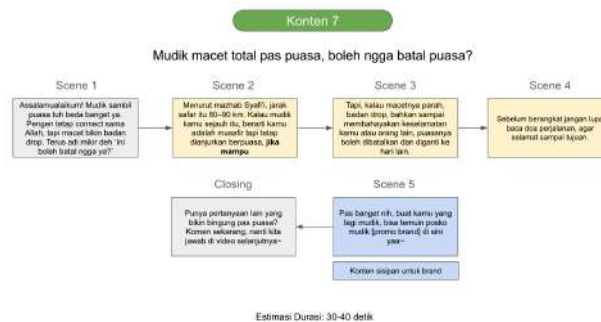 Konten 7
Mudik macet total pas puasa, boleh ngga batal puasa?
Scene 1
Assalamualaikum! Mudik sambil
puasa tuh beda banget ya.
Pengen tetap connect sama
Allah, tapi macet bikin badan
drop. Terus adi mikir deh 'ini
boleh batal ngga ya?'
Scene 2
Menurut mazhab Syafi'i, jarak
safar itu 80–90 km. Kalau mudik
kamu sejauh itu, berarti kamu
adalah musafir tapi tetap
dianjurkan berpuasa, jika
mampu
Scene 3
Tapi, kalau macetnya parah,
badan drop, bahkan sampai
membahayakan keselamatan
kamu atau orang lain, puasanya
boleh dibatalkan dan diganti ke
hari lain.
Scene 4
Sebelum berangkat jangan lupa
baca doa perjalanan, agar
selamat sampai tujuan.
Closing
Punya pertanyaan lain yang
bikin bingung pas puasa?
Komen sekarang, nanti kita
jawab di video selanjutnya~
Scene 5
Pas banget nih, buat kamu yang
lagi mudik, bisa temuin posko
mudik [promo brand] di sini
yaa~
Konten sisipan untuk brand
Estimasi Durasi: 30-40 detik